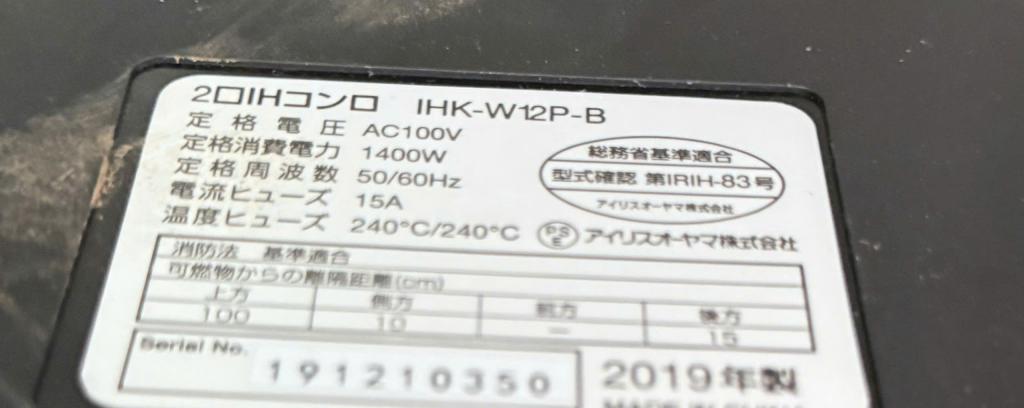 2口IHコンロ IHK-W12P-B
定格電圧 AC100V
定格消費電力 1400W
定格周波数 50/60Hz
電流ヒューズ 15A
温度ヒューズ 240°C/240°C
総務省基準適合
型式確認 第IRIH-83号
アイリスオーヤマ株式会社
PSE アイリスオーヤマ株式会社
消防法 基準適合
可燃物からの離隔距離(cm)
上方 側方 前方 後方
100 10 — 15
Serial No. 191210350
2019年製